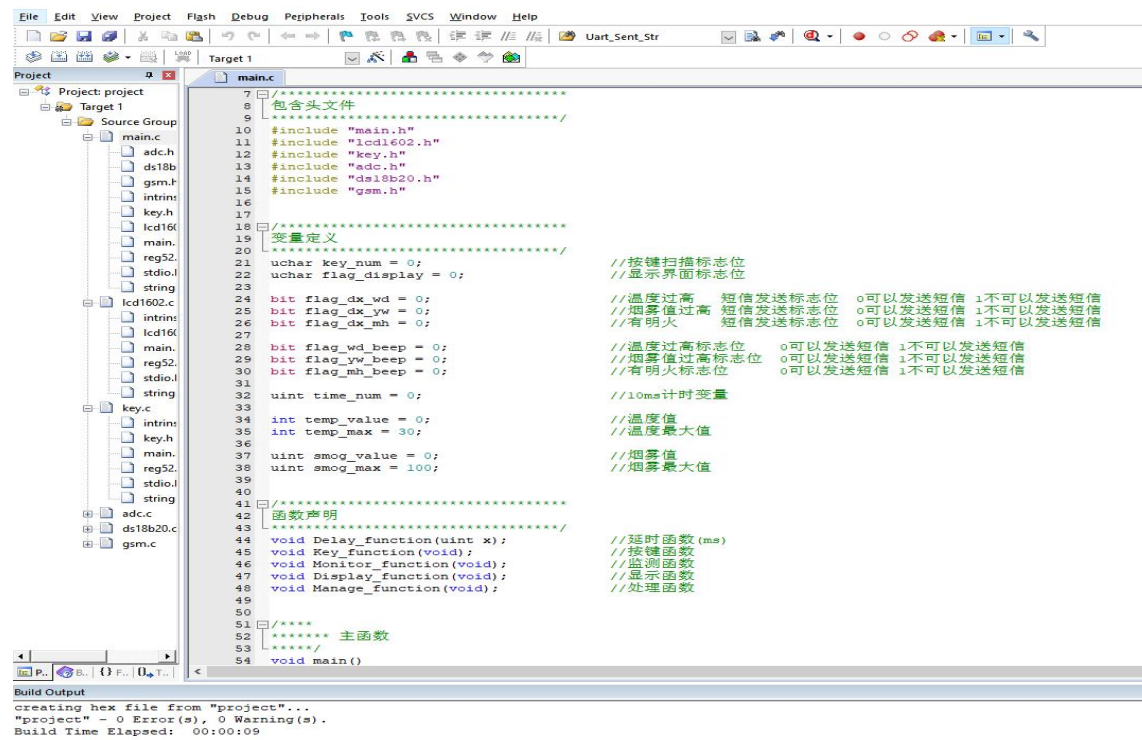 File Edit View Project Flash Debug Peripherals Tools SVCS Window Help
Uart_Sent_Str
Target 1
Project
main.c
Project: project
Target 1
Source Group
main.c
adc.h
ds18b
gsm.h
intrins
key.h
lcd160
main.
reg52.
stdio.l
string
lcd1602.c
intrins
lcd160
main.
reg52.
stdio.l
string
key.c
intrins
key.h
main.
reg52.
stdio.l
string
adc.c
ds18b20.c
gsm.c
P.. B.. {} F.. 0 T..
7 /**********************************
8 包含头文件
9 **********************************/
10 #include "main.h"
11 #include "lcd1602.h"
12 #include "key.h"
13 #include "adc.h"
14 #include "ds18b20.h"
15 #include "gsm.h"
16
17
18 /**********************************
19 变量定义
20 **********************************/
21 uchar key_num = 0; //按键扫描标志位
22 uchar flag_display = 0; //显示界面标志位
23
24 bit flag_dx_wd = 0; //温度过高 短信发送标志位 0可以发送短信 1不可以发送短信
25 bit flag_dx_yw = 0; //烟雾值过高 短信发送标志位 0可以发送短信 1不可以发送短信
26 bit flag_dx_mh = 0; //有明火 短信发送标志位 0可以发送短信 1不可以发送短信
27
28 bit flag_wd_beep = 0; //温度过高标志位 0可以发送短信 1不可以发送短信
29 bit flag_yw_beep = 0; //烟雾值过高标志位 0可以发送短信 1不可以发送短信
30 bit flag_mh_beep = 0; //有明火标志位 0可以发送短信 1不可以发送短信
31
32 uint time_num = 0; //10ms计时变量
33
34 int temp_value = 0; //温度值
35 int temp_max = 30; //温度最大值
36
37 uint smog_value = 0; //烟雾值
38 uint smog_max = 100; //烟雾最大值
39
40
41 /**********************************
42 函数声明
43 **********************************/
44 void Delay_function(uint x); //延时函数(ms)
45 void Key_function(void); //按键函数
46 void Monitor_function(void); //监测函数
47 void Display_function(void); //显示函数
48 void Manage_function(void); //处理函数
49
50
51 /****
52 ******* 主函数
53 *****/
54 void main()
Build Output
creating hex file from "project"...
"project" - 0 Error(s), 0 Warning(s).
Build Time Elapsed: 00:00:09